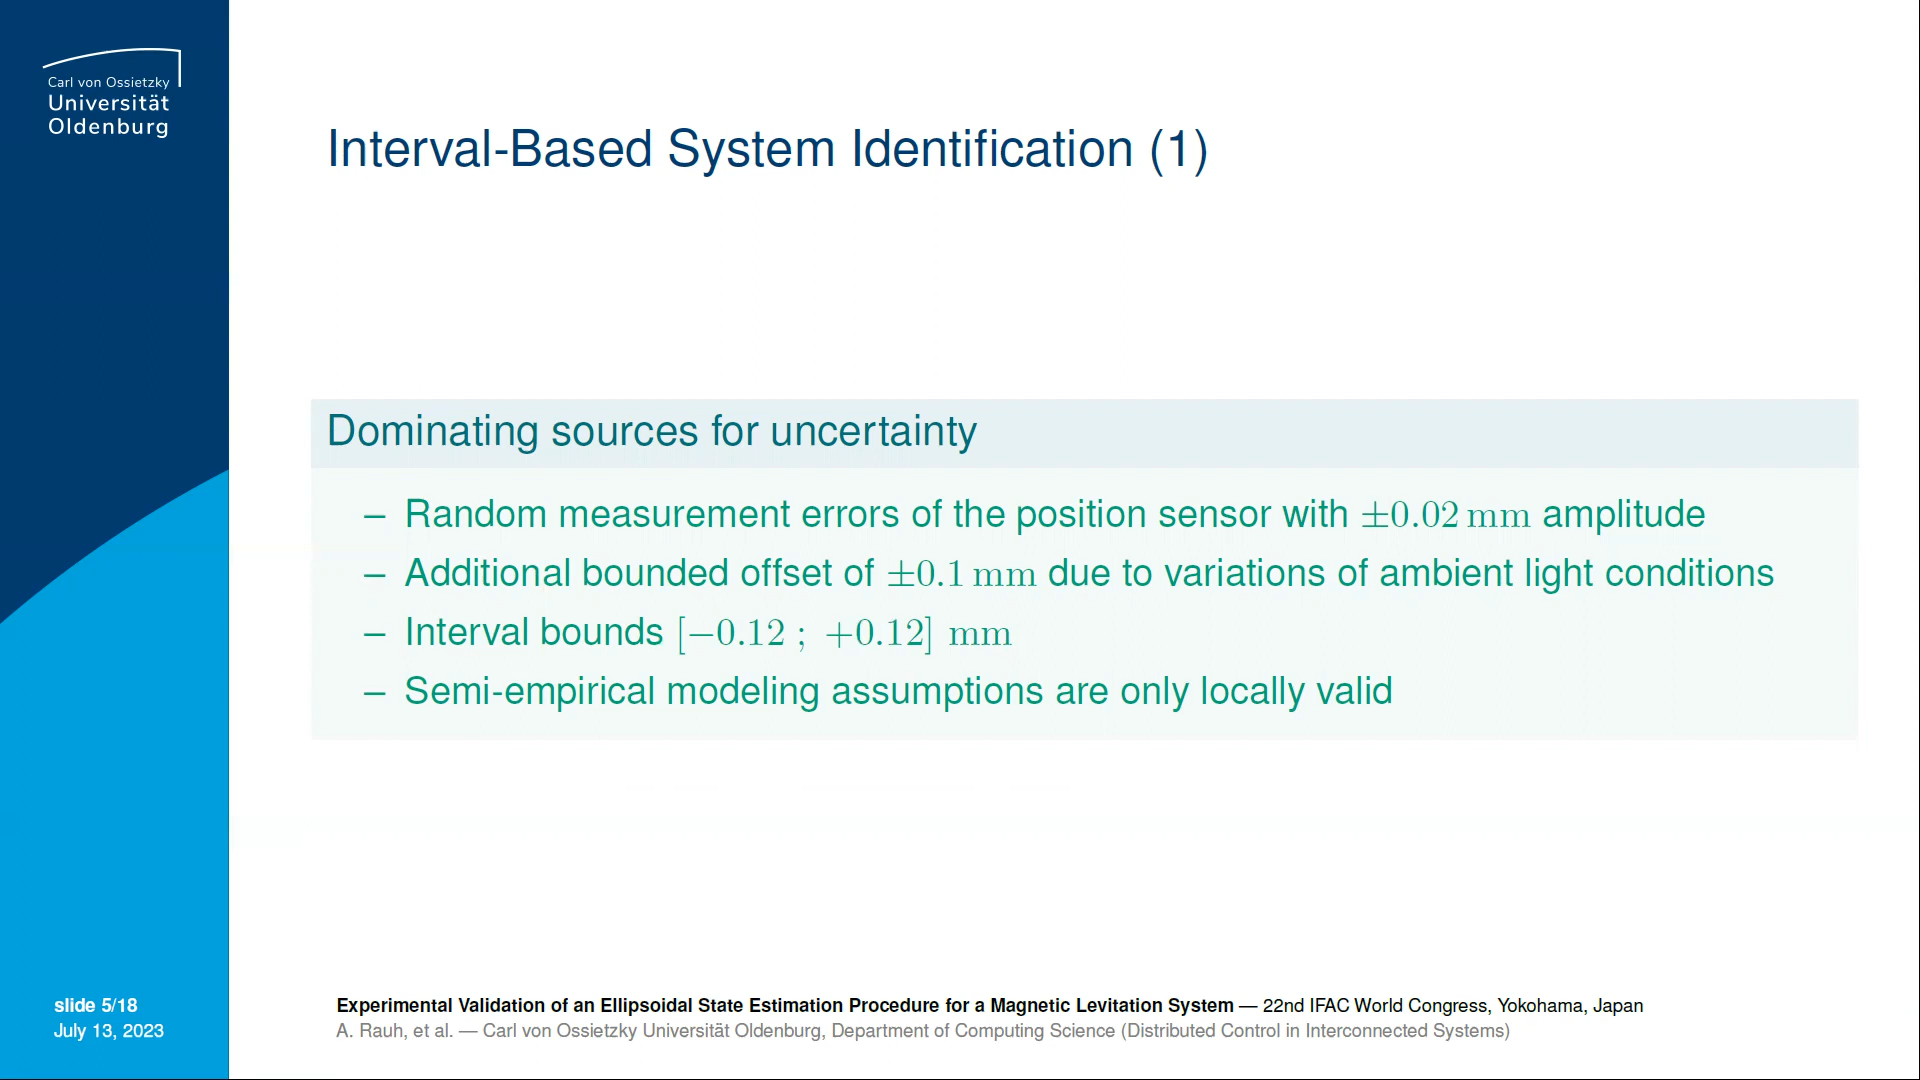 Carl von Ossietzky
Universität
Oldenburg
Interval-Based System Identification (1)
Dominating sources for uncertainty
– Random measurement errors of the position sensor with ±0.02 mm amplitude
– Additional bounded offset of ±0.1 mm due to variations of ambient light conditions
– Interval bounds [−0.12 ; +0.12] mm
– Semi-empirical modeling assumptions are only locally valid
slide 5/18
July 13, 2023
Experimental Validation of an Ellipsoidal State Estimation Procedure for a Magnetic Levitation System — 22nd IFAC World Congress, Yokohama, Japan
A. Rauh, et al. — Carl von Ossietzky Universität Oldenburg, Department of Computing Science (Distributed Control in Interconnected Systems)